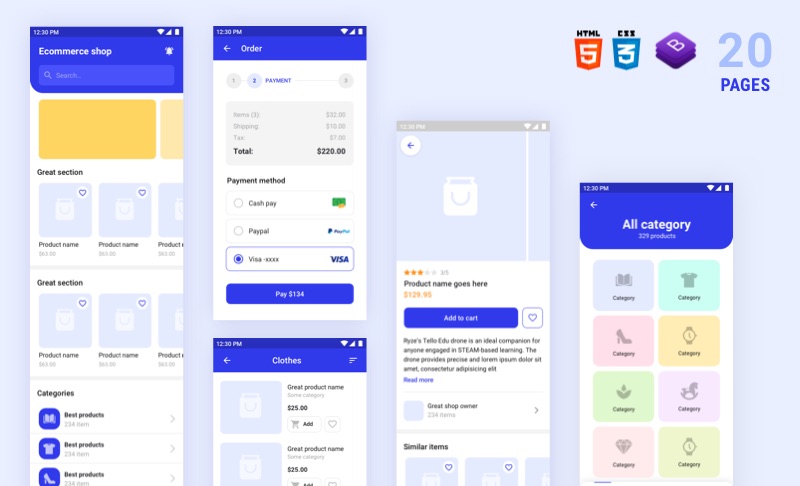 12:30 PM
Ecommerce shop
Search...
Great section
Product name
$63.00
Product name
$63.00
Product
$63.00
Great section
Product name
$63.00
Product name
$63.00
Product
$63.00
Categories
Best products
234 item
Best products
234 item
Best products
12:30 PM
Order
1
2
PAYMENT
3
Items (3):
$32.00
Shipping:
$10.00
Tax:
$7.00
Total:
$220.00
Payment method
Cash pay
Paypal
PayPal
Visa -xxxx
VISA
Pay $134
12:30 PM
Clothes
Great product name
Some category
$25.00
Add
Great product name
Some category
$25.00
Add
12:30 PM
3/5
Product name goes here
$129.95
Add to cart
Ryze's Tello Edu drone is an ideal companion for
anyone engaged in STEAM-based learning. The
drone provides precise and lorem ipsum dolor sit
amet, consectetur adipisicing elit
Read more
Great shop owner
234 items
Similar items
HTML
5
CSS
3
B
20
PAGES
12:30 PM
All category
329 products
Category
Category
Category
Category
Category
Category
Category
Category